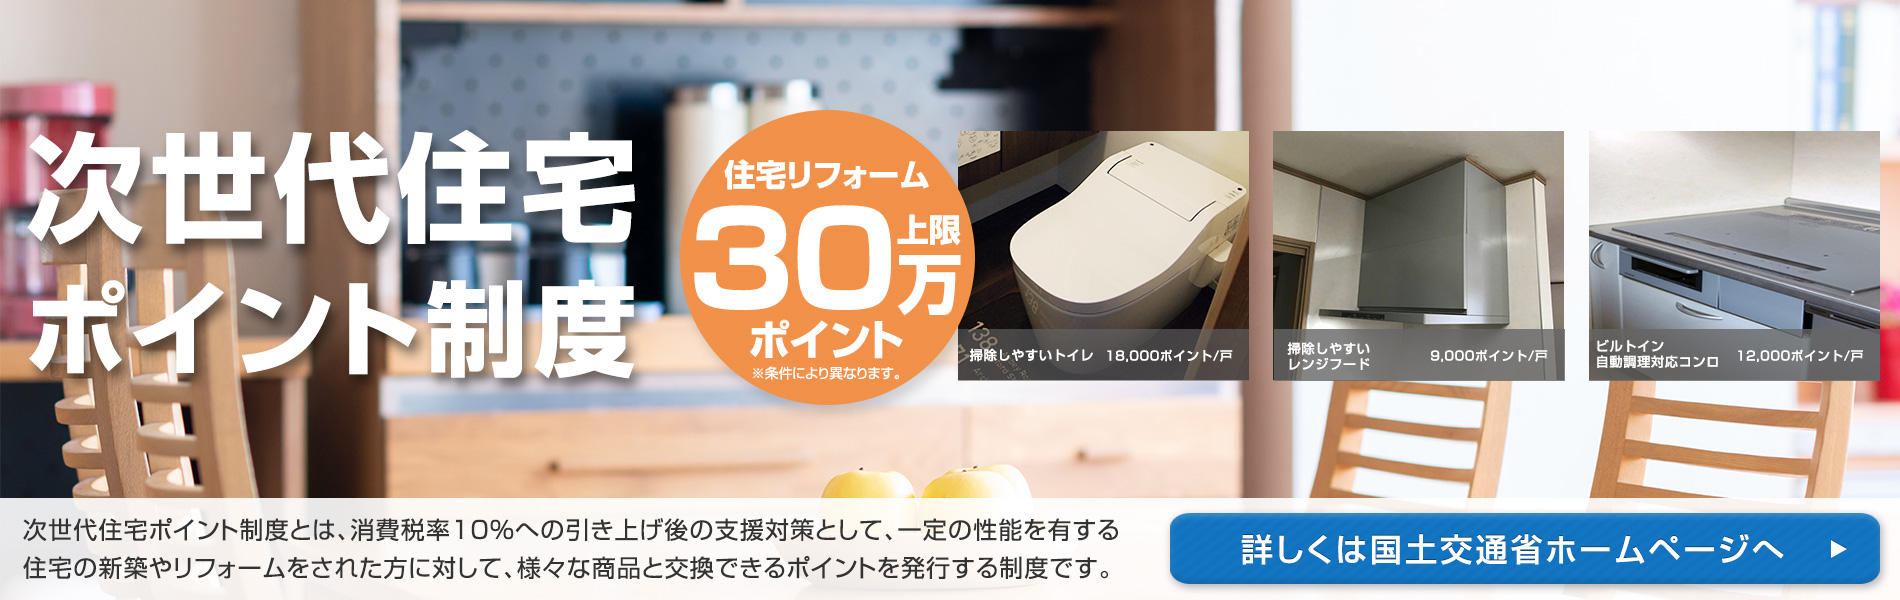 次世代住宅
ポイント制度
住宅リフォーム
上限
30万
ポイント
※条件により異なります。
掃除しやすいトイレ 18,000ポイント/戸
掃除しやすい
レンジフード
9,000ポイント/戸
ビルトイン
自動調理対応コンロ
12,000ポイント/戸
次世代住宅ポイント制度とは、消費税率10%への引き上げ後の支援対策として、一定の性能を有する
住宅の新築やリフォームをされた方に対して、様々な商品と交換できるポイントを発行する制度です。
詳しくは国土交通省ホームページへ ▶